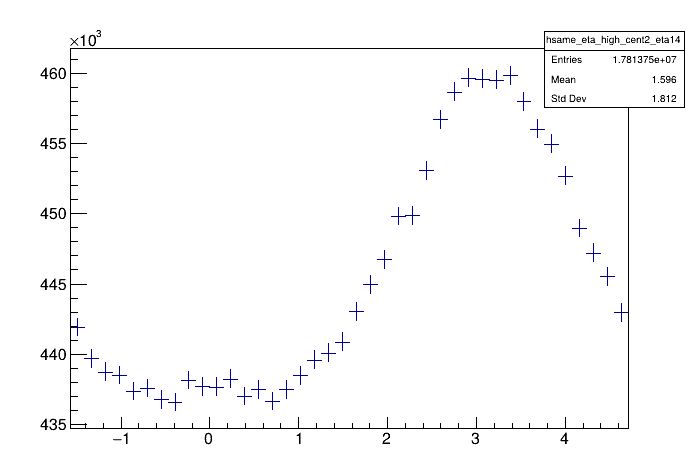 ×10³
hsame_eta_high_cent2_eta14
Entries 1.781375e+07
Mean 1.596
Std Dev 1.812
460
455
450
445
440
435
−1 0 1 2 3 4